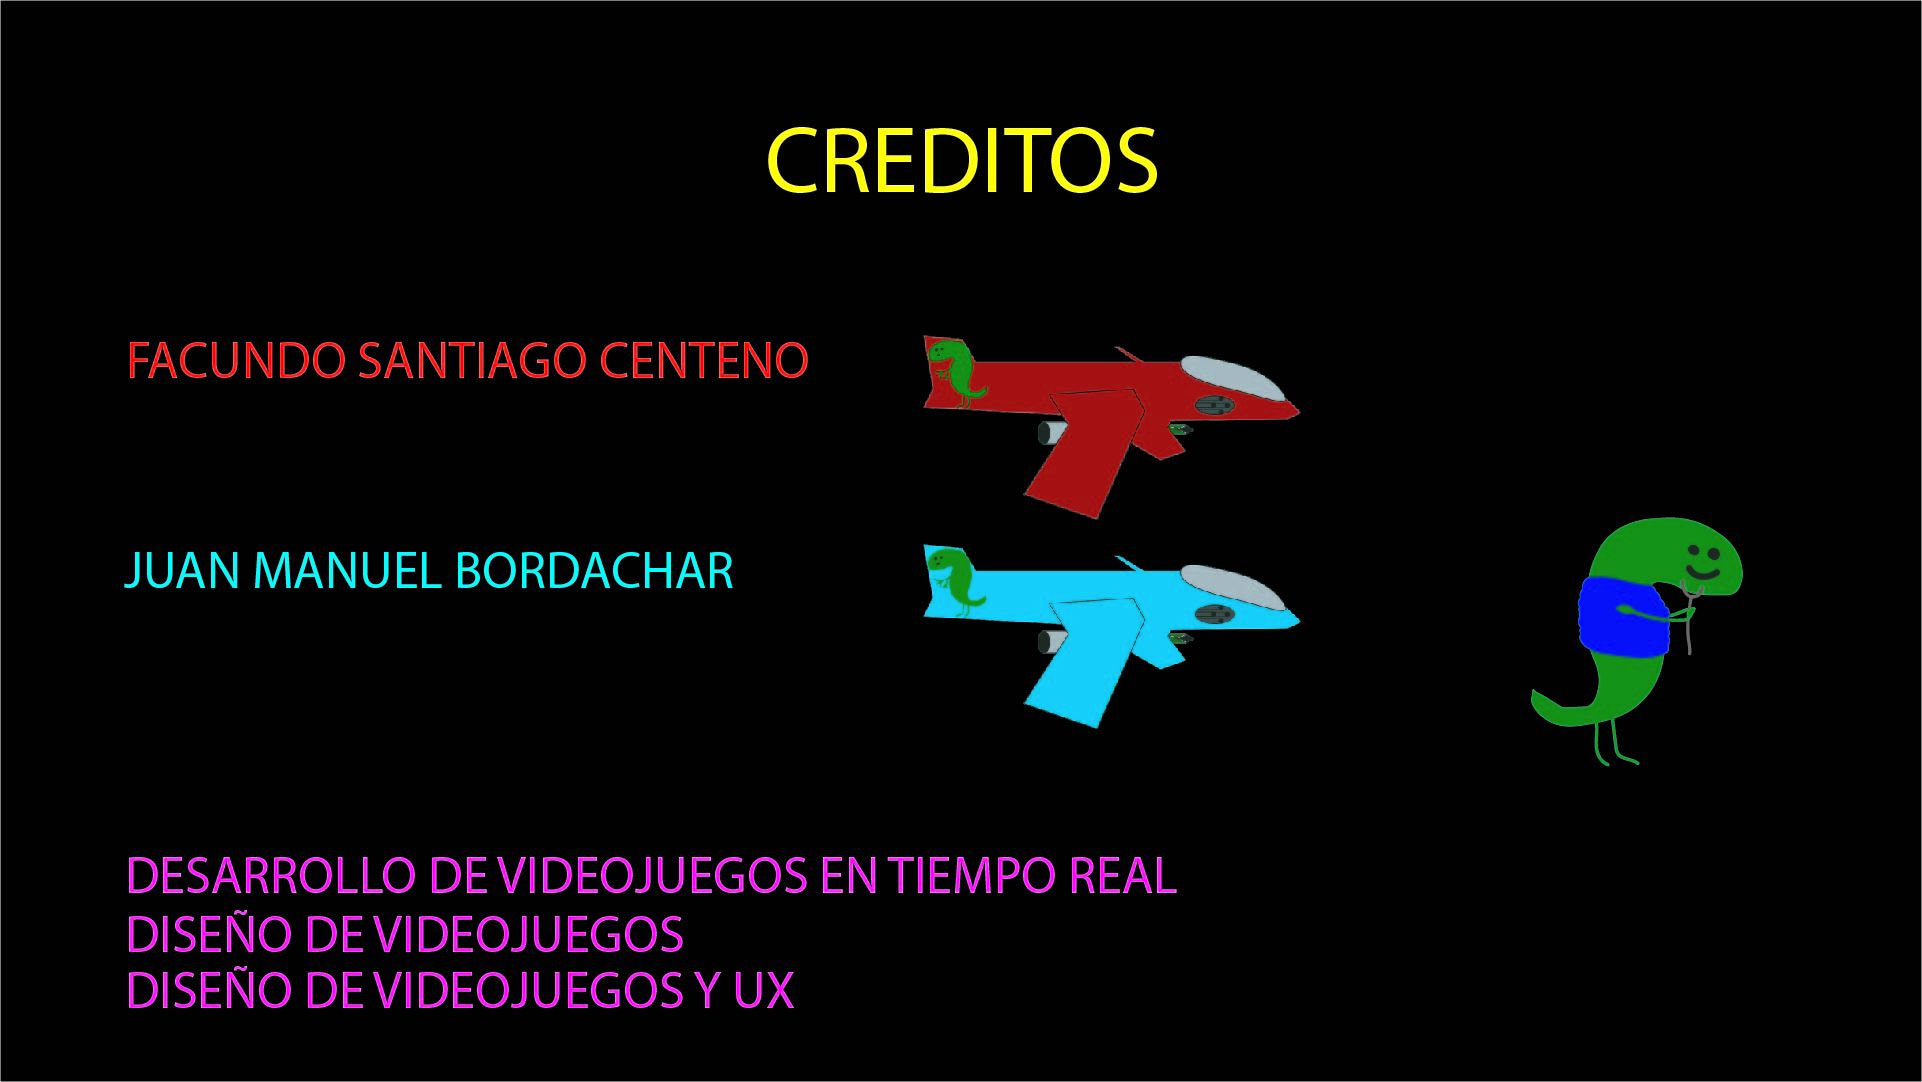 CREDITOS
FACUNDO SANTIAGO CENTENO
JUAN MANUEL BORDACHAR
DESARROLLO DE VIDEOJUEGOS EN TIEMPO REAL
DISEÑO DE VIDEOJUEGOS
DISEÑO DE VIDEOJUEGOS Y UX